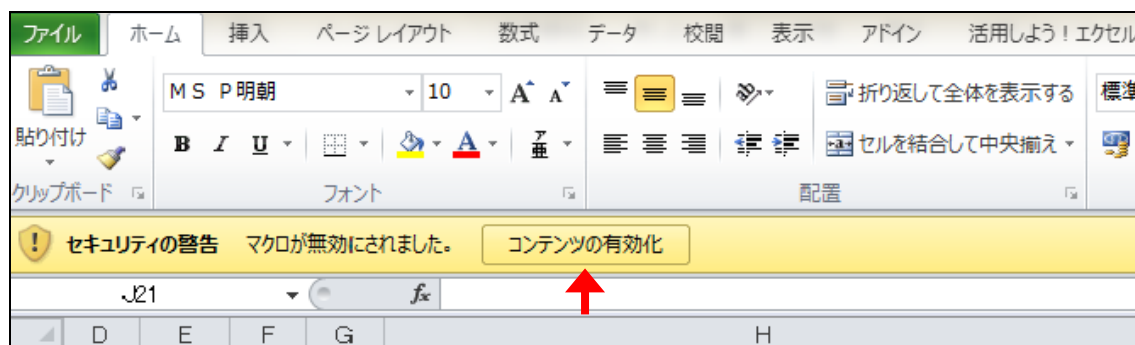 ファイル ホーム 挿入 ページ レイアウト 数式 データ 校閲 表示 アドイン 活用しよう!エクセル
ＭＳ Ｐ明朝 10 A A 折り返して全体を表示する 標準
貼り付け B I U A ア亜 セルを結合して中央揃え
クリップボード フォント 配置
セキュリティの警告 マクロが無効にされました。 コンテンツの有効化
J21 fx
D E F G H